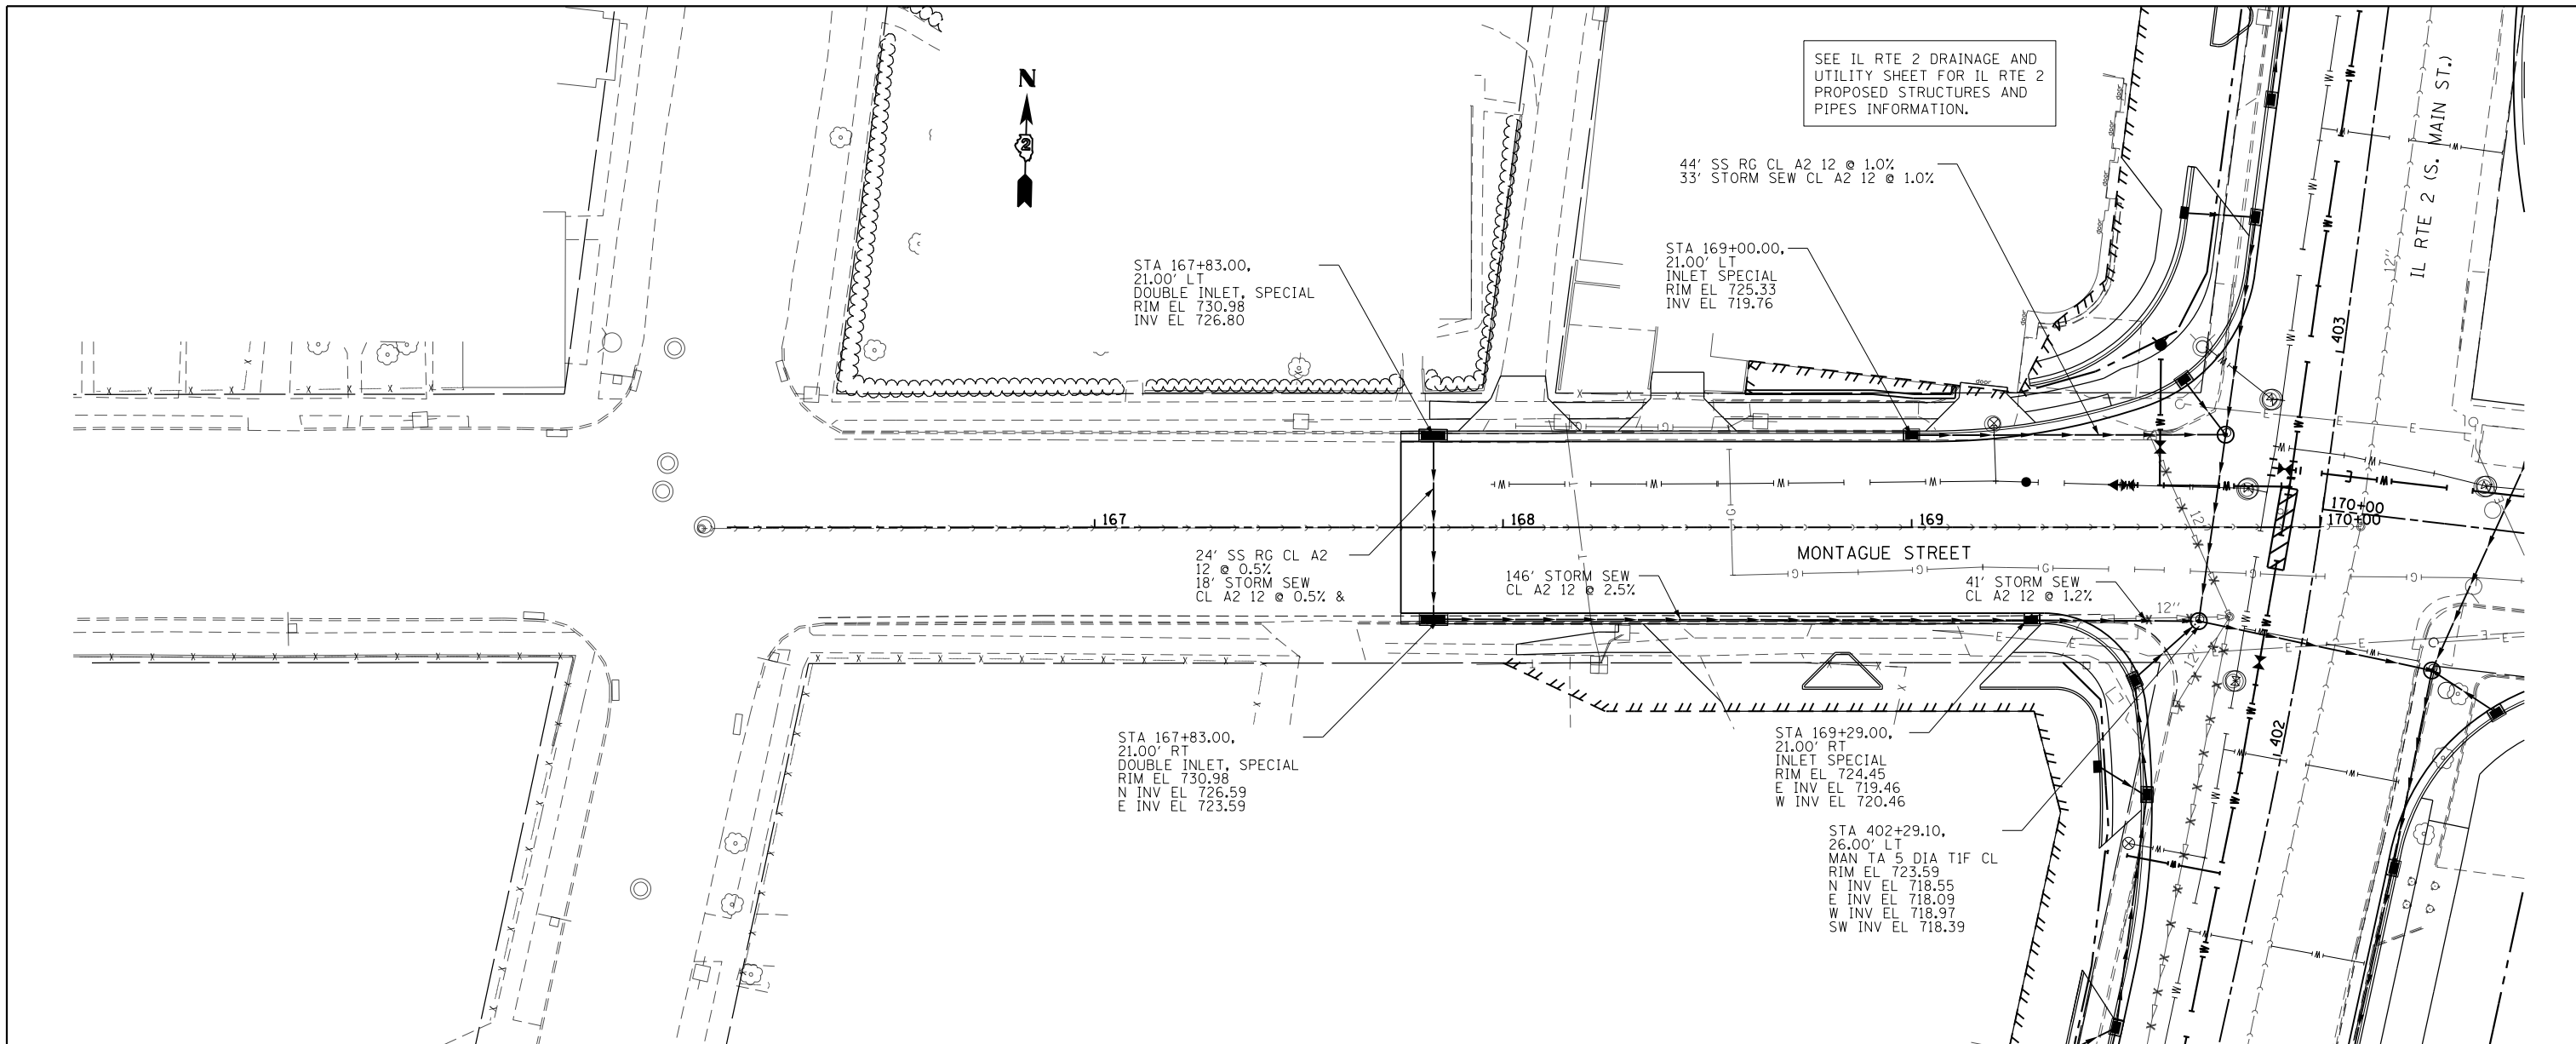 SEE IL RTE 2 DRAINAGE AND
UTILITY SHEET FOR IL RTE 2
PROPOSED STRUCTURES AND
PIPES INFORMATION.
N
2
IL RTE 2 (S. MAIN ST.)
12"
403
44' SS RG CL A2 12 @ 1.0%
33' STORM SEW CL A2 12 @ 1.0%
STA 167+83.00,
21.00' LT
DOUBLE INLET, SPECIAL
RIM EL 730.98
INV EL 726.80
STA 169+00.00,
21.00' LT
INLET SPECIAL
RIM EL 725.33
INV EL 719.76
door
door
door
door
door
door
167
168
169
170+00
170+00
MONTAGUE STREET
24' SS RG CL A2
12 @ 0.5%
18' STORM SEW
CL A2 12 @ 0.5% &
146' STORM SEW
CL A2 12 @ 2.5%
41' STORM SEW
CL A2 12 @ 1.2%
12"
12"
12"
STA 167+83.00,
21.00' RT
DOUBLE INLET, SPECIAL
RIM EL 730.98
N INV EL 726.59
E INV EL 723.59
STA 169+29.00,
21.00' RT
INLET SPECIAL
RIM EL 724.45
E INV EL 719.46
W INV EL 720.46
STA 402+29.10,
26.00' LT
MAN TA 5 DIA T1F CL
RIM EL 723.59
N INV EL 718.55
E INV EL 718.09
W INV EL 718.97
SW INV EL 718.39
402